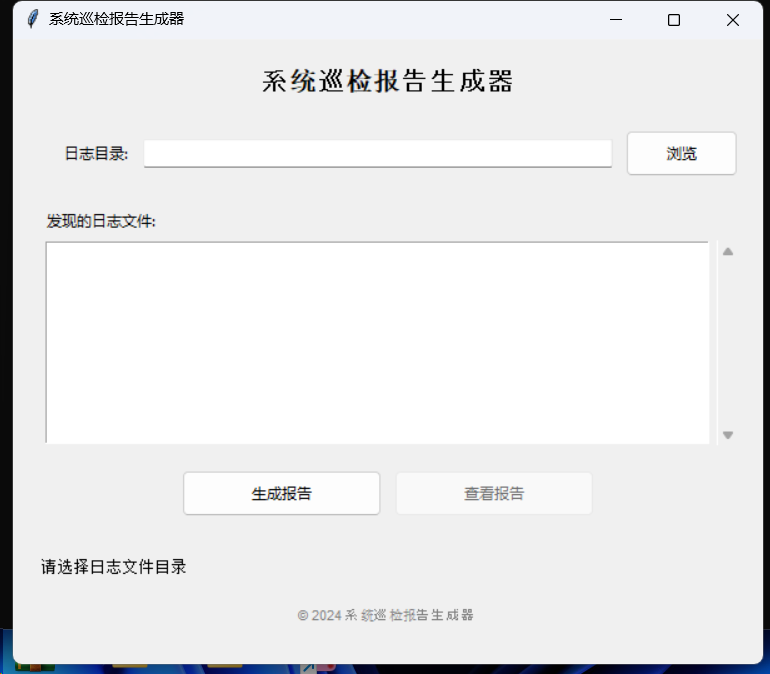 系统巡检报告生成器
系统巡检报告生成器
日志目录: 浏览
发现的日志文件:
生成报告 查看报告
请选择日志文件目录
© 2024 系统巡检报告生成器